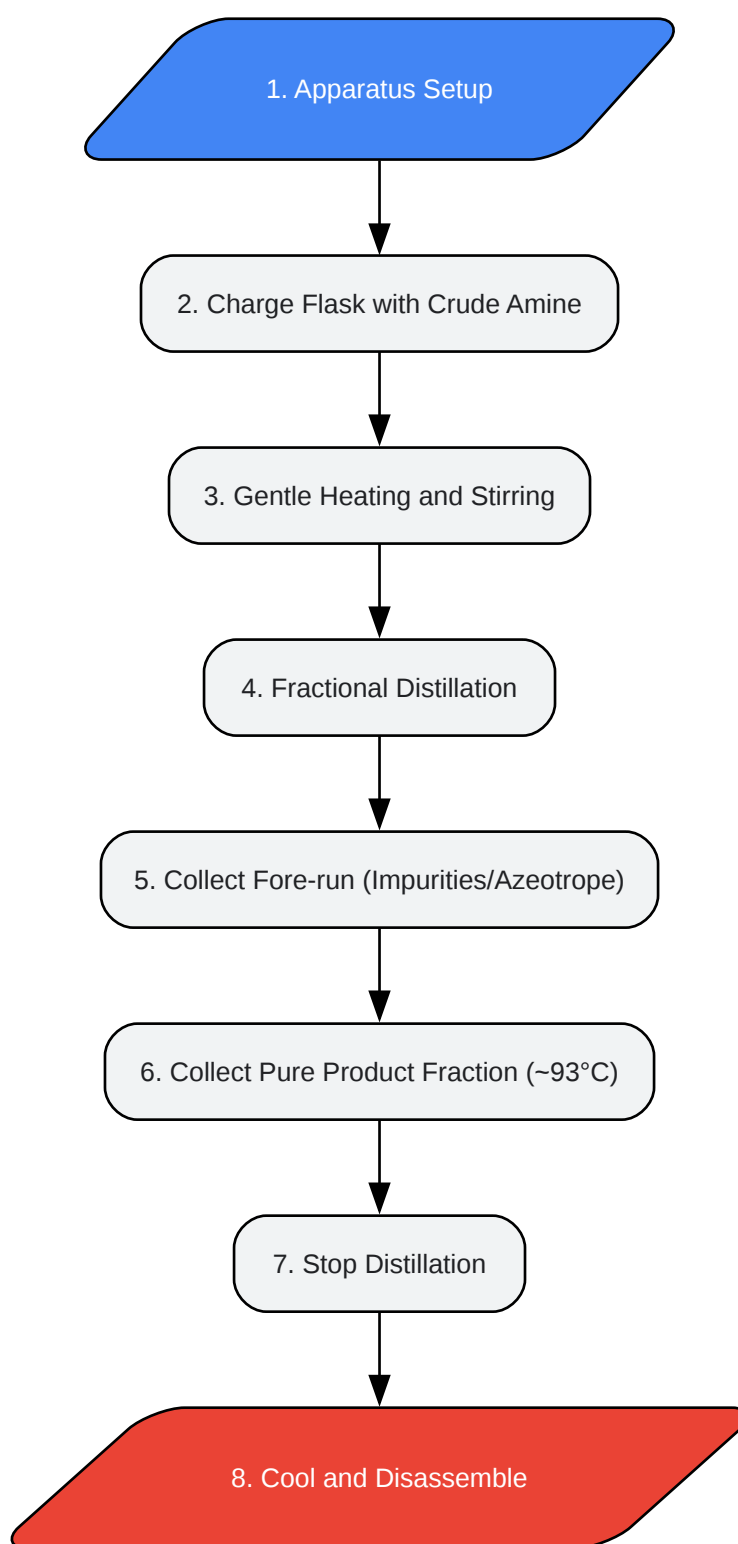 1. Apparatus Setup
2. Charge Flask with Crude Amine
3. Gentle Heating and Stirring
4. Fractional Distillation
5. Collect Fore-run (Impurities/Azeotrope)
6. Collect Pure Product Fraction (~93°C)
7. Stop Distillation
8. Cool and Disassemble